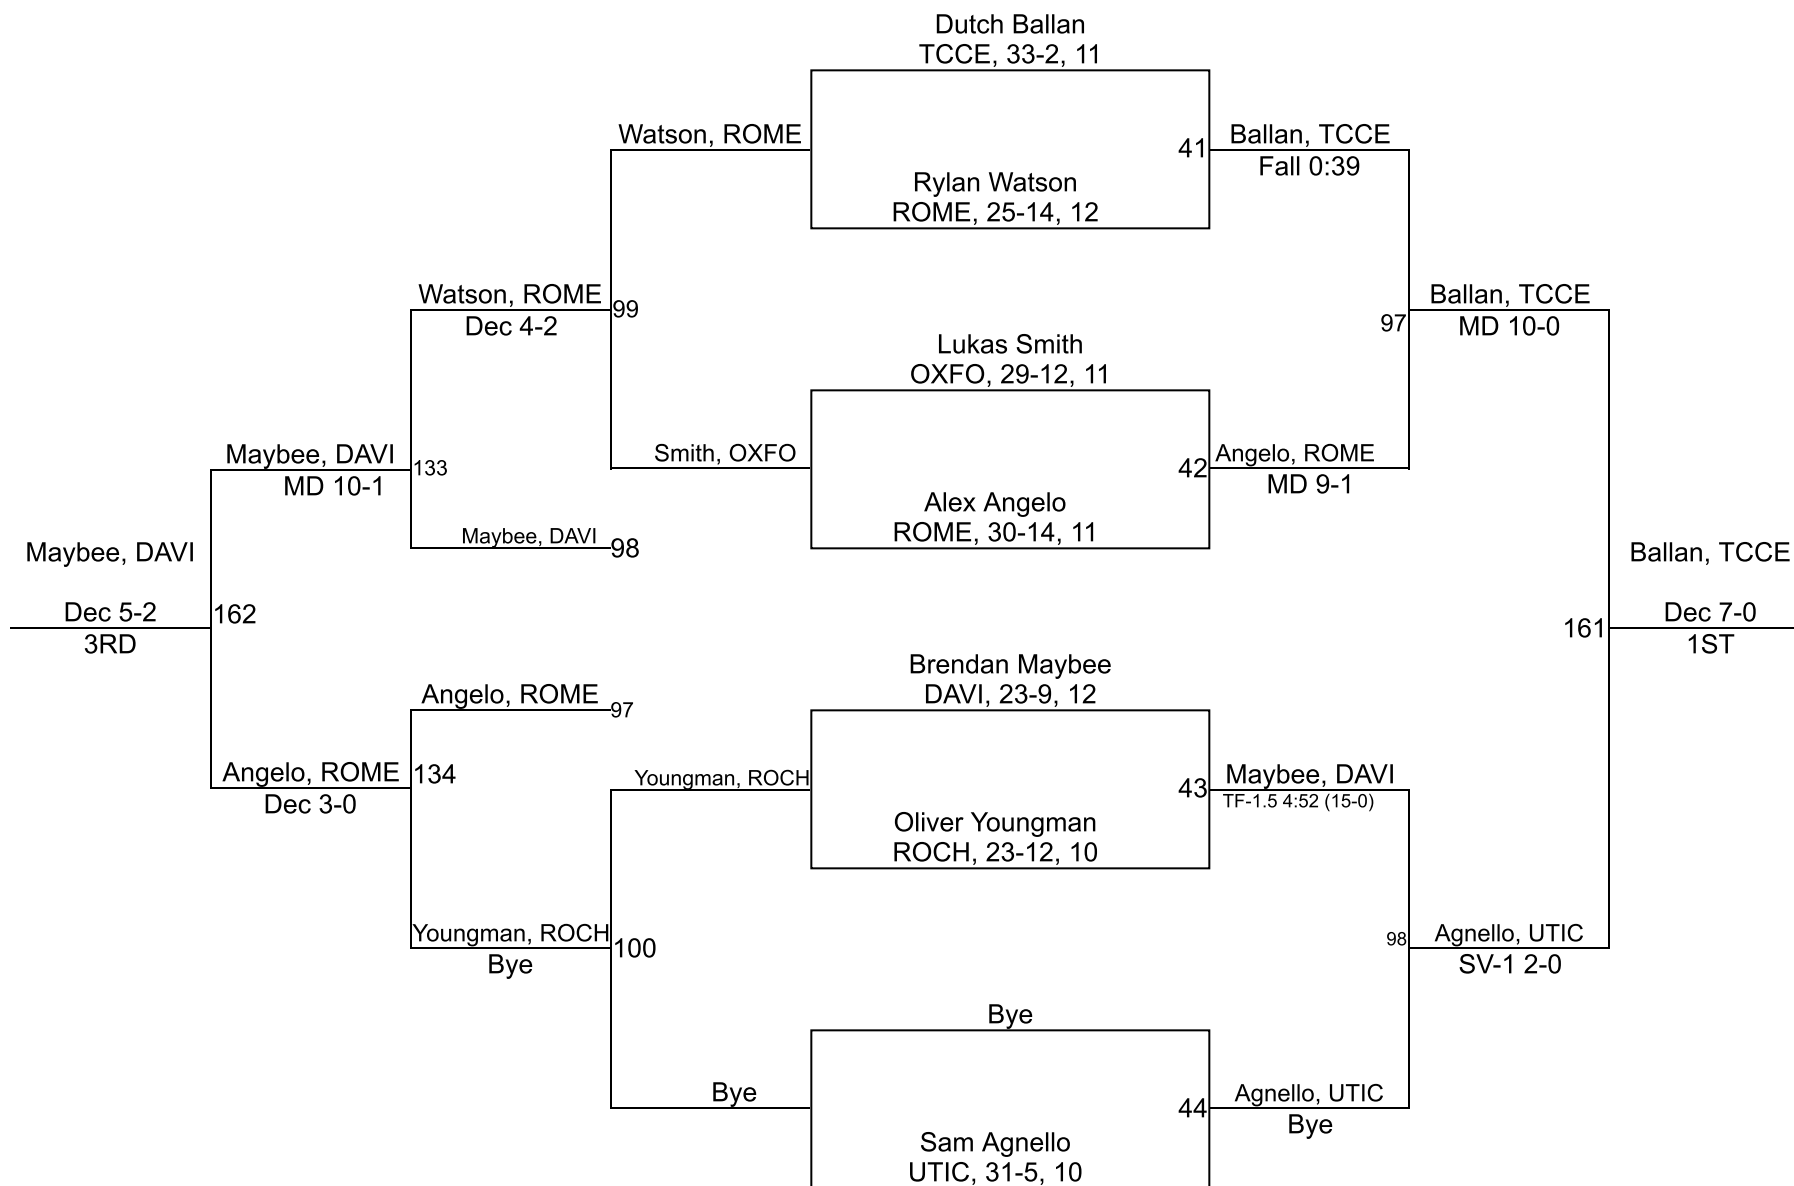 Dutch Ballan
TCCE, 33-2, 11
Watson, ROME
41
Ballan, TCCE
Fall 0:39
Rylan Watson
ROME, 25-14, 12
Watson, ROME
99
Dec 4-2
Ballan, TCCE
97
MD 10-0
Lukas Smith
OXFO, 29-12, 11
Maybee, DAVI
133
MD 10-1
Smith, OXFO
42
Angelo, ROME
MD 9-1
Alex Angelo
ROME, 30-14, 11
Maybee, DAVI
98
Maybee, DAVI
Ballan, TCCE
Dec 5-2
162
3RD
161
Dec 7-0
1ST
Brendan Maybee
DAVI, 23-9, 12
Angelo, ROME
97
Angelo, ROME
134
Dec 3-0
Youngman, ROCH
43
Maybee, DAVI
TF-1.5 4:52 (15-0)
Oliver Youngman
ROCH, 23-12, 10
Youngman, ROCH
100
Bye
98
Agnello, UTIC
SV-1 2-0
Bye
Bye
44
Agnello, UTIC
Bye
Sam Agnello
UTIC, 31-5, 10